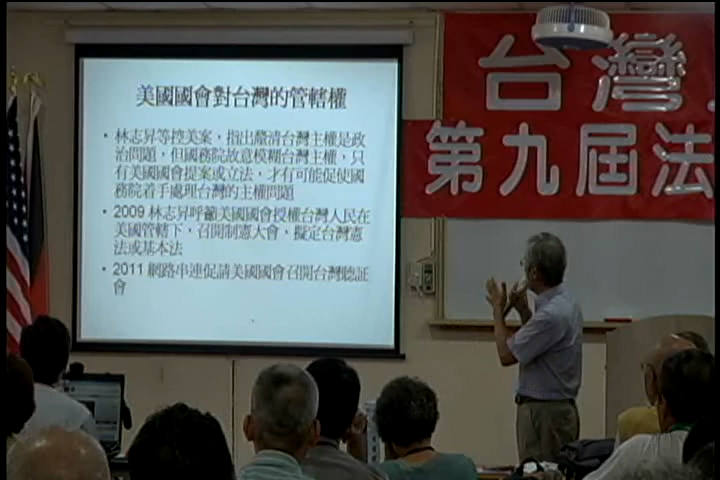 美國國會對台灣的管轄權
• 林志昇等控美案，指出釐清台灣主權是政
治問題，但國務院故意模糊台灣主權，只
有美國國會提案或立法，才有可能促使國
務院着手處理台灣的主權問題
• 2009 林志昇呼籲美國國會授權台灣人民在
美國管轄下，召開制憲大會，擬定台灣憲
法或基本法
• 2011 網路串連促請美國國會召開台灣聽証
會
台灣
第九屆法